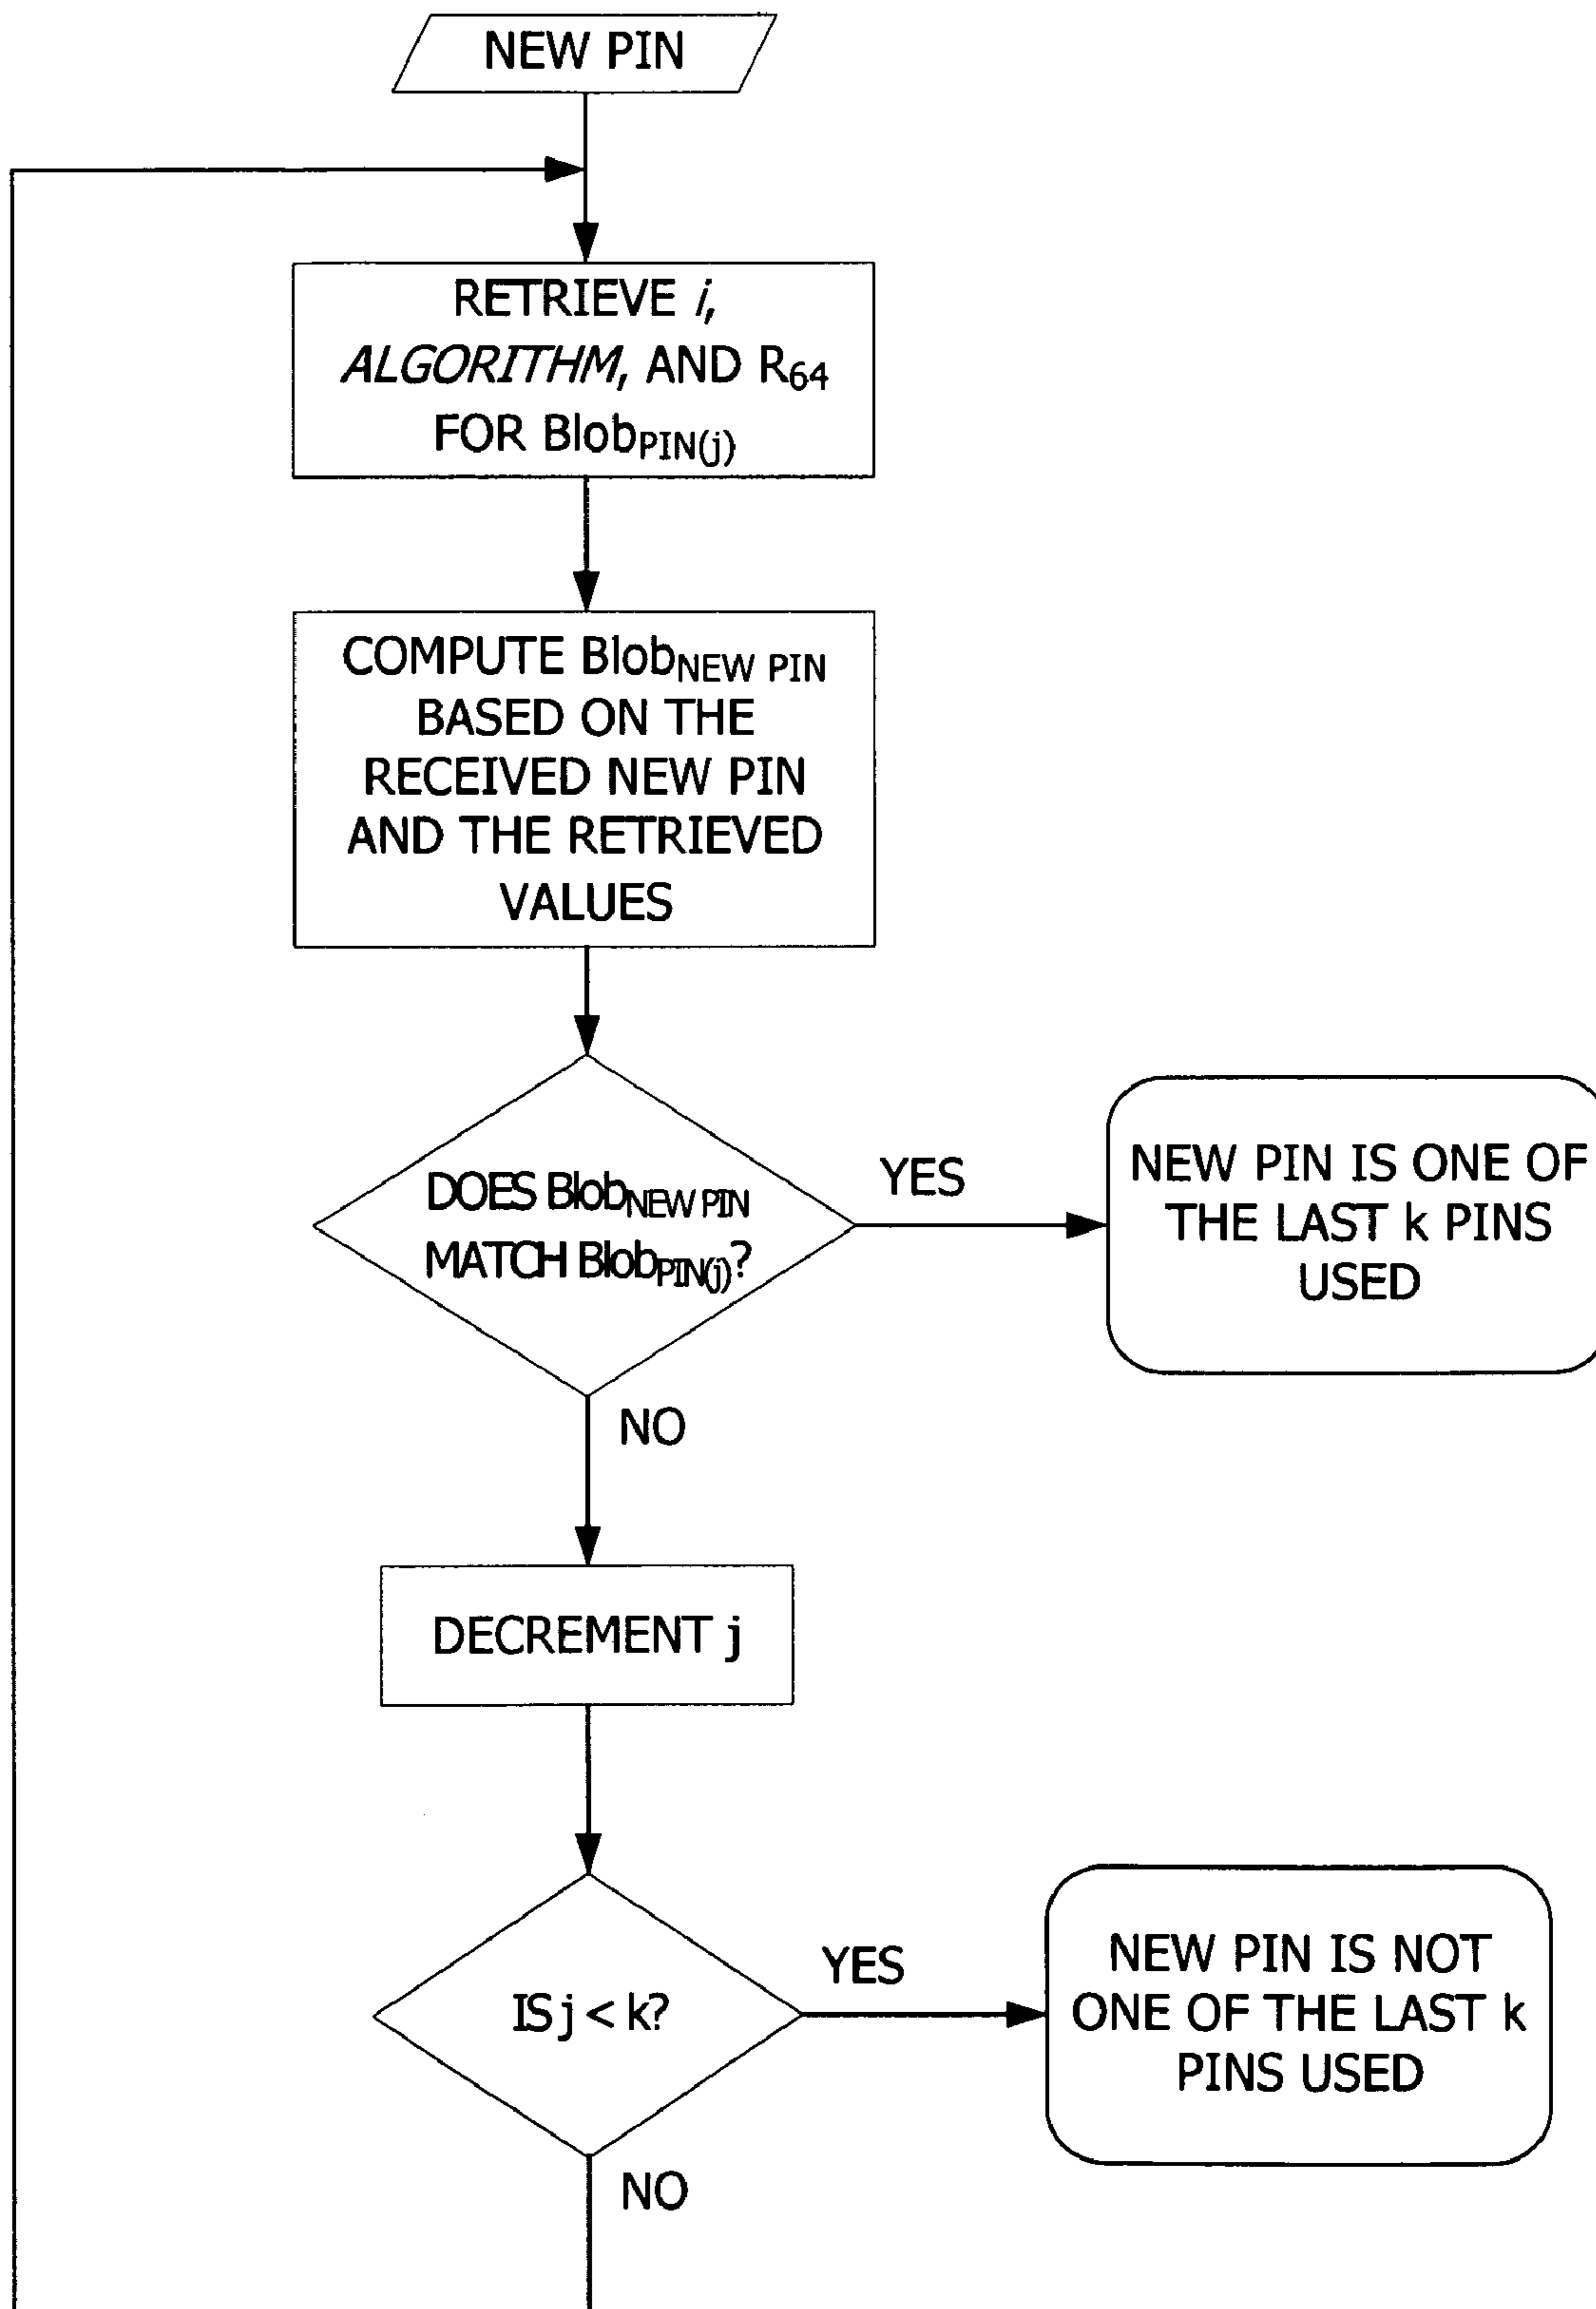 NEW PIN
RETRIEVE i,
ALGORITHM, AND R64
FOR BlobPIN(j)
COMPUTE BlobNEW PIN
BASED ON THE
RECEIVED NEW PIN
AND THE RETRIEVED
VALUES
DOES BlobNEW PIN
MATCH BlobPIN(j)?
YES
NEW PIN IS ONE OF
THE LAST k PINS
USED
NO
DECREMENT j
IS j < k?
YES
NEW PIN IS NOT
ONE OF THE LAST k
PINS USED
NO